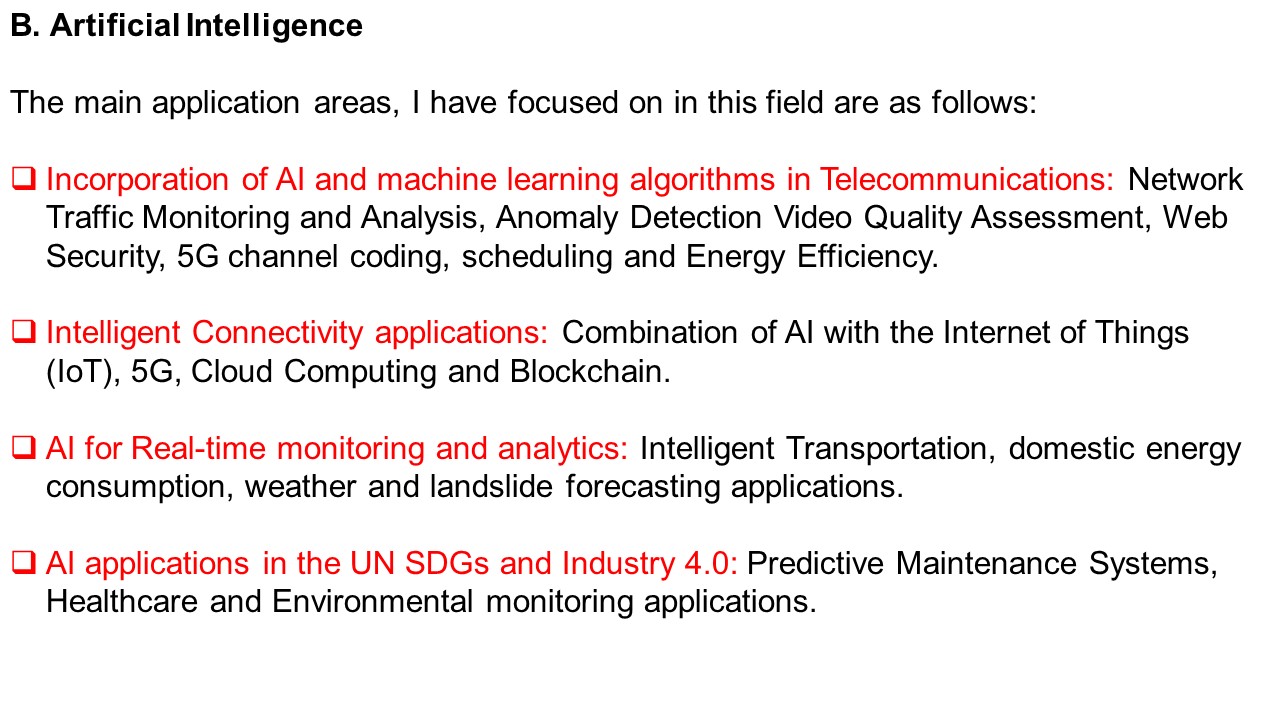 B. Artificial Intelligence
The main application areas, I have focused on in this field are as follows:
❑ Incorporation of AI and machine learning algorithms in Telecommunications: Network
Traffic Monitoring and Analysis, Anomaly Detection Video Quality Assessment, Web
Security, 5G channel coding, scheduling and Energy Efficiency.
❑ Intelligent Connectivity applications: Combination of AI with the Internet of Things
(IoT), 5G, Cloud Computing and Blockchain.
❑ AI for Real-time monitoring and analytics: Intelligent Transportation, domestic energy
consumption, weather and landslide forecasting applications.
❑ AI applications in the UN SDGs and Industry 4.0: Predictive Maintenance Systems,
Healthcare and Environmental monitoring applications.